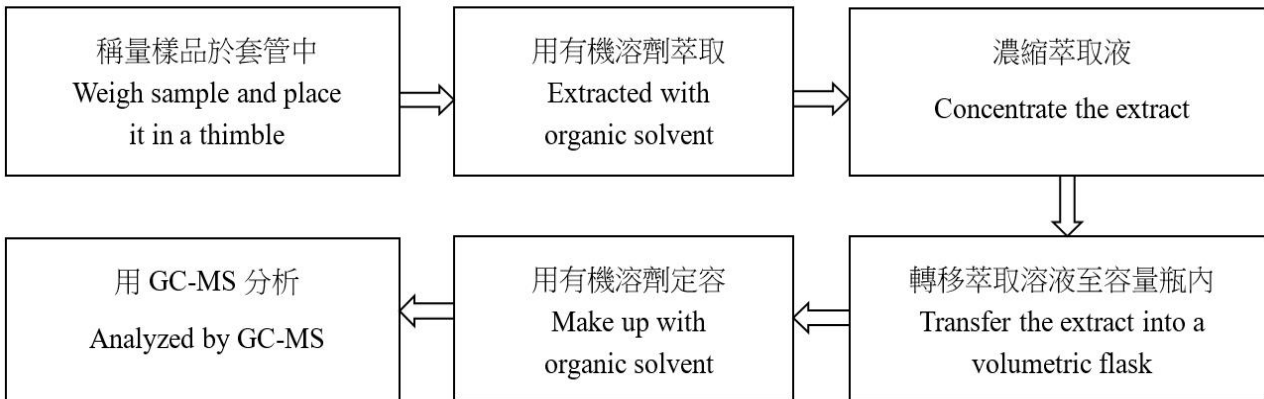 稱量樣品於套管中
Weigh sample and place
it in a thimble
用有機溶劑萃取
Extracted with
organic solvent
濃縮萃取液
Concentrate the extract
轉移萃取溶液至容量瓶內
Transfer the extract into a
volumetric flask
用有機溶劑定容
Make up with
organic solvent
用 GC-MS 分析
Analyzed by GC-MS